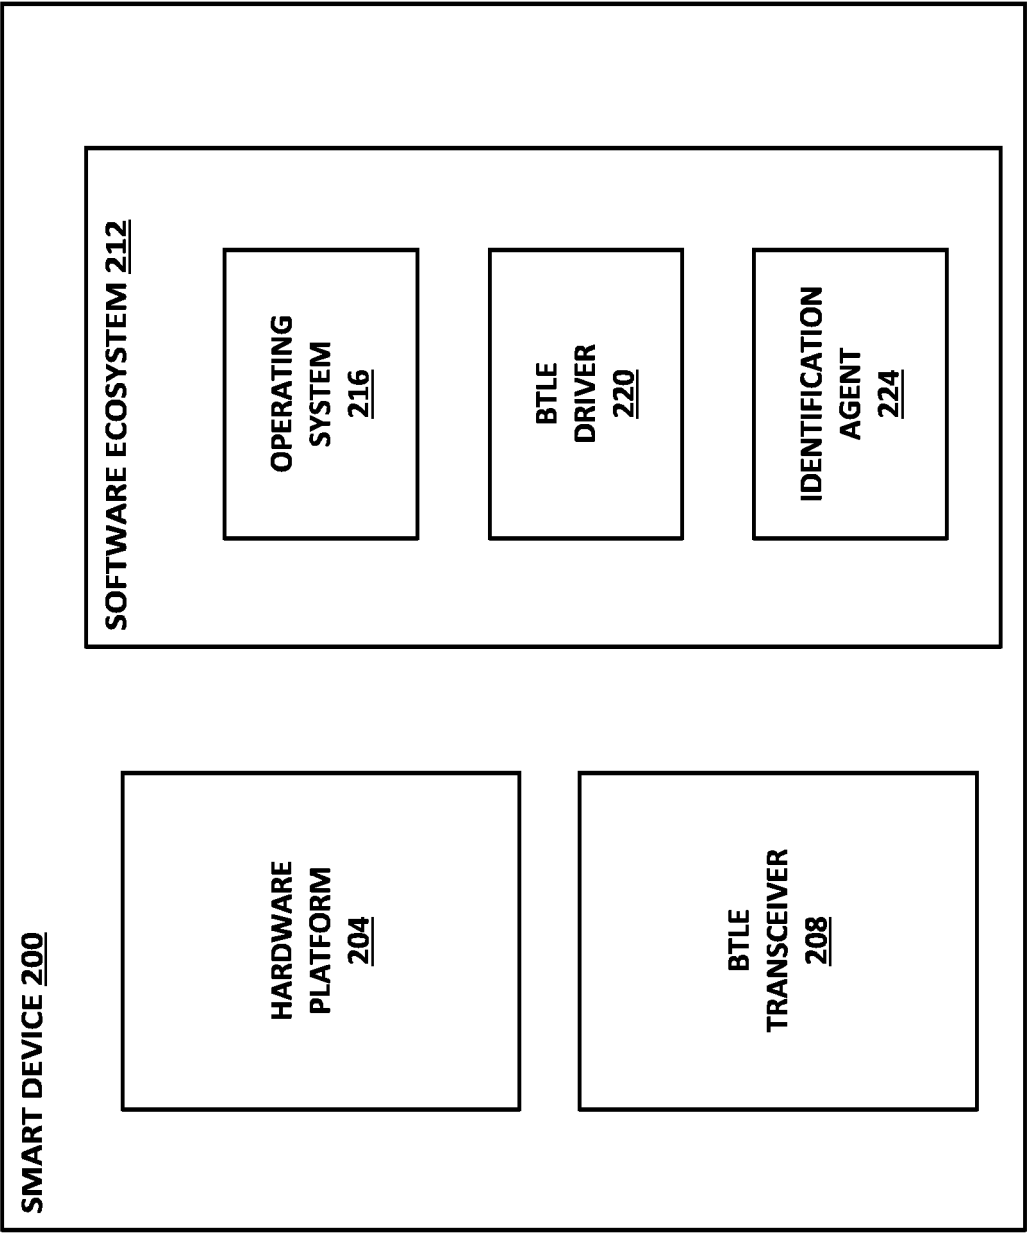 SMART DEVICE 200
HARDWARE
PLATFORM
204
BTLE
TRANSCEIVER
208
SOFTWARE ECOSYSTEM 212
OPERATING
SYSTEM
216
BTLE
DRIVER
220
IDENTIFICATION
AGENT
224